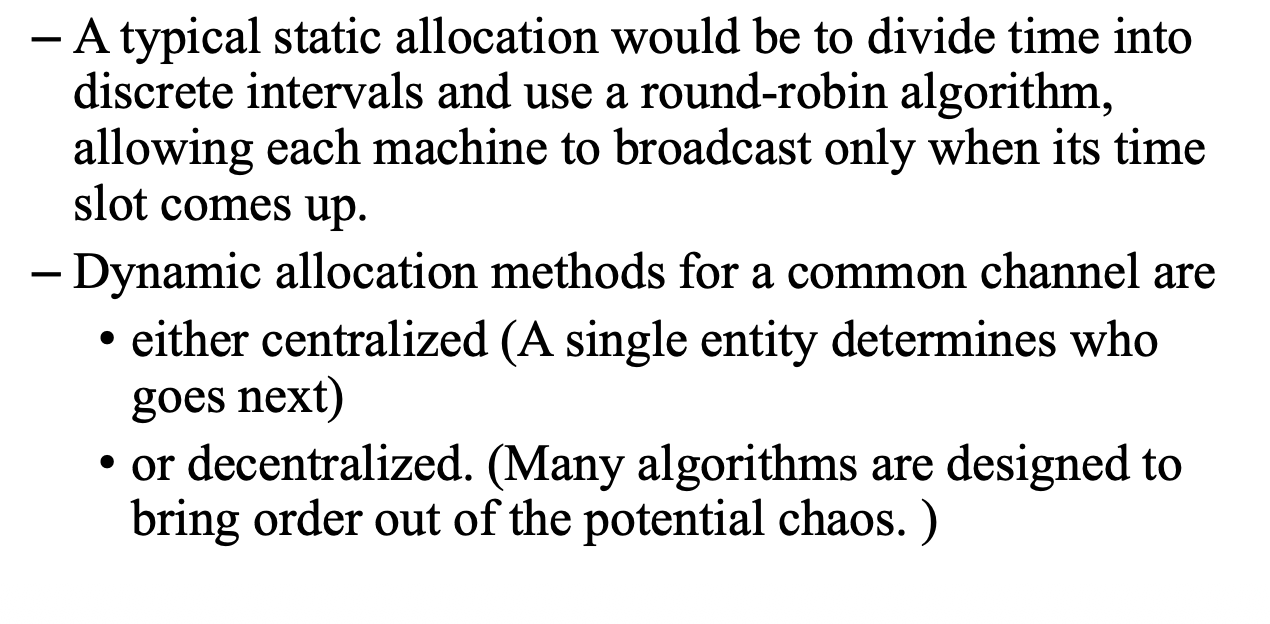 – A typical static allocation would be to divide time into
discrete intervals and use a round-robin algorithm,
allowing each machine to broadcast only when its time
slot comes up.
– Dynamic allocation methods for a common channel are
• either centralized (A single entity determines who
goes next)
• or decentralized. (Many algorithms are designed to
bring order out of the potential chaos. )